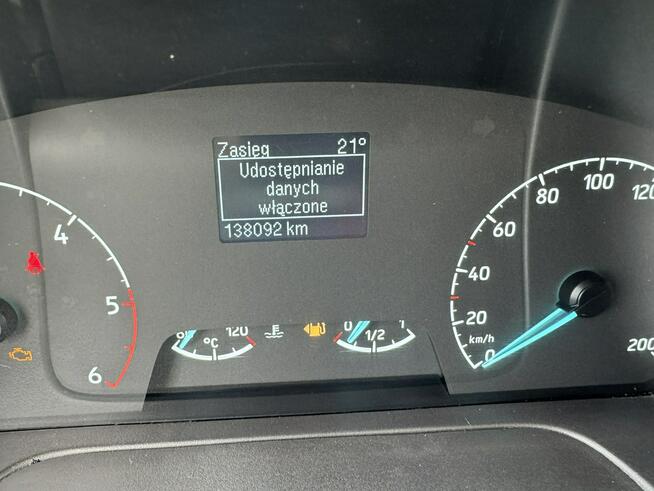 Zasięg 21°
Udostępnianie
danych
włączone
138092 km
4
5
6
120
°C
0 1/2 1
0
20
40
60
80
100
120
200
km/h